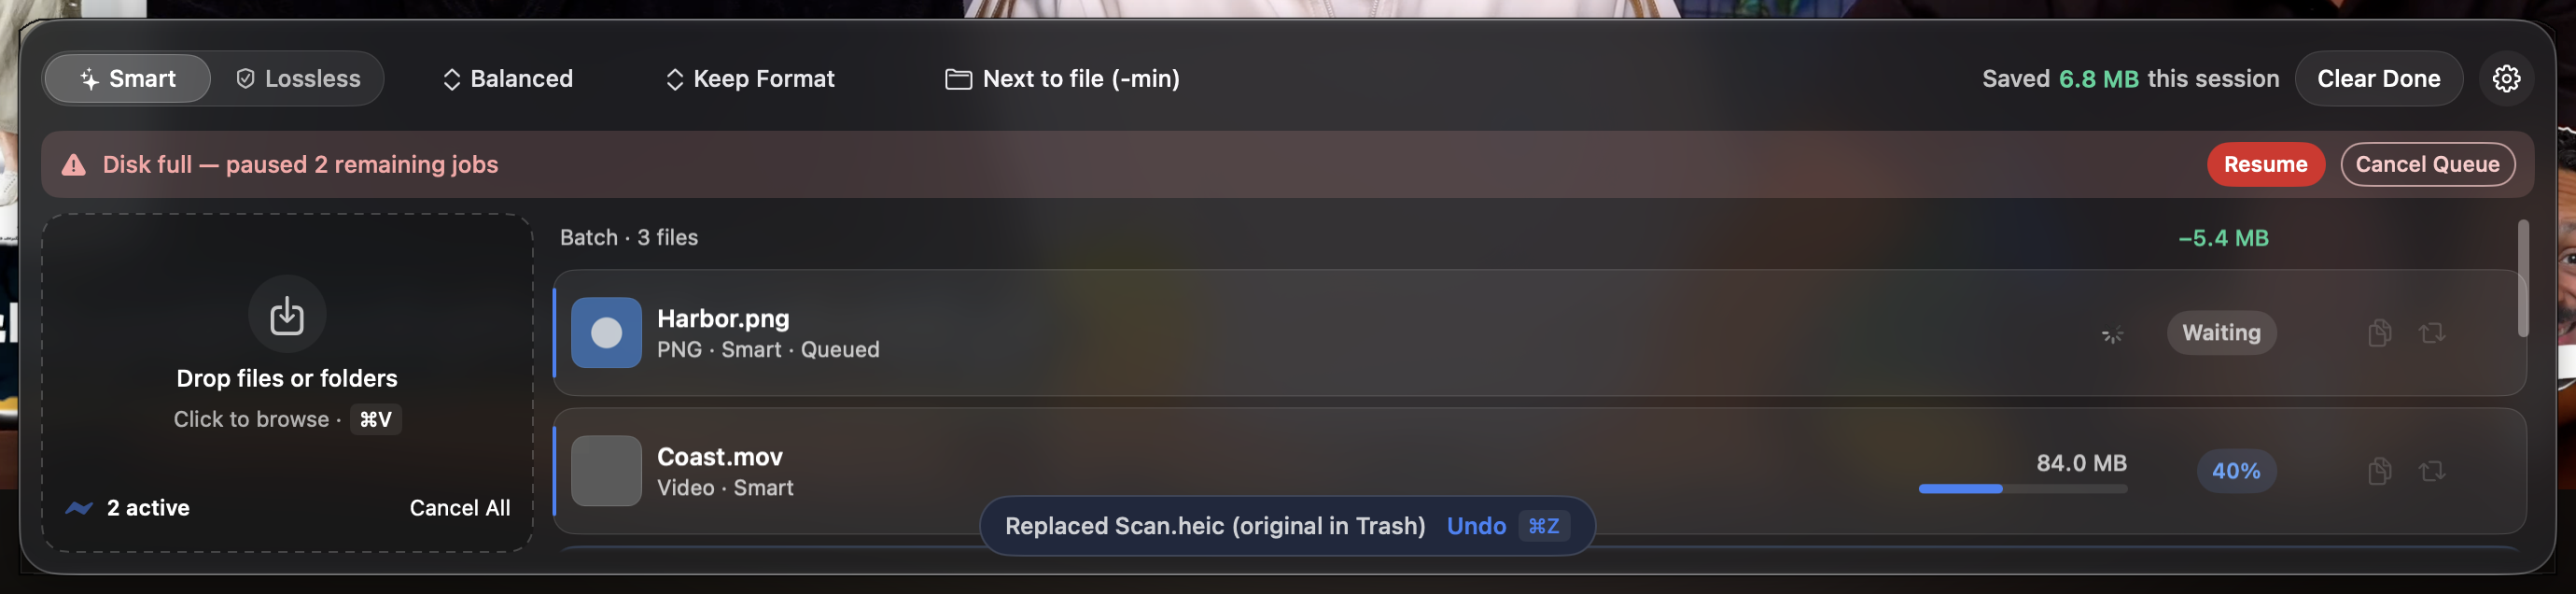 Smart
Lossless
Balanced
Keep Format
Next to file (-min)
Saved 6.8 MB this session
Clear Done
Disk full — paused 2 remaining jobs
Resume
Cancel Queue
Drop files or folders
Click to browse · ⌘V
2 active
Cancel All
Batch · 3 files
–5.4 MB
Harbor.png
PNG · Smart · Queued
Waiting
Coast.mov
Video · Smart
84.0 MB
40%
Replaced Scan.heic (original in Trash) Undo ⌘Z